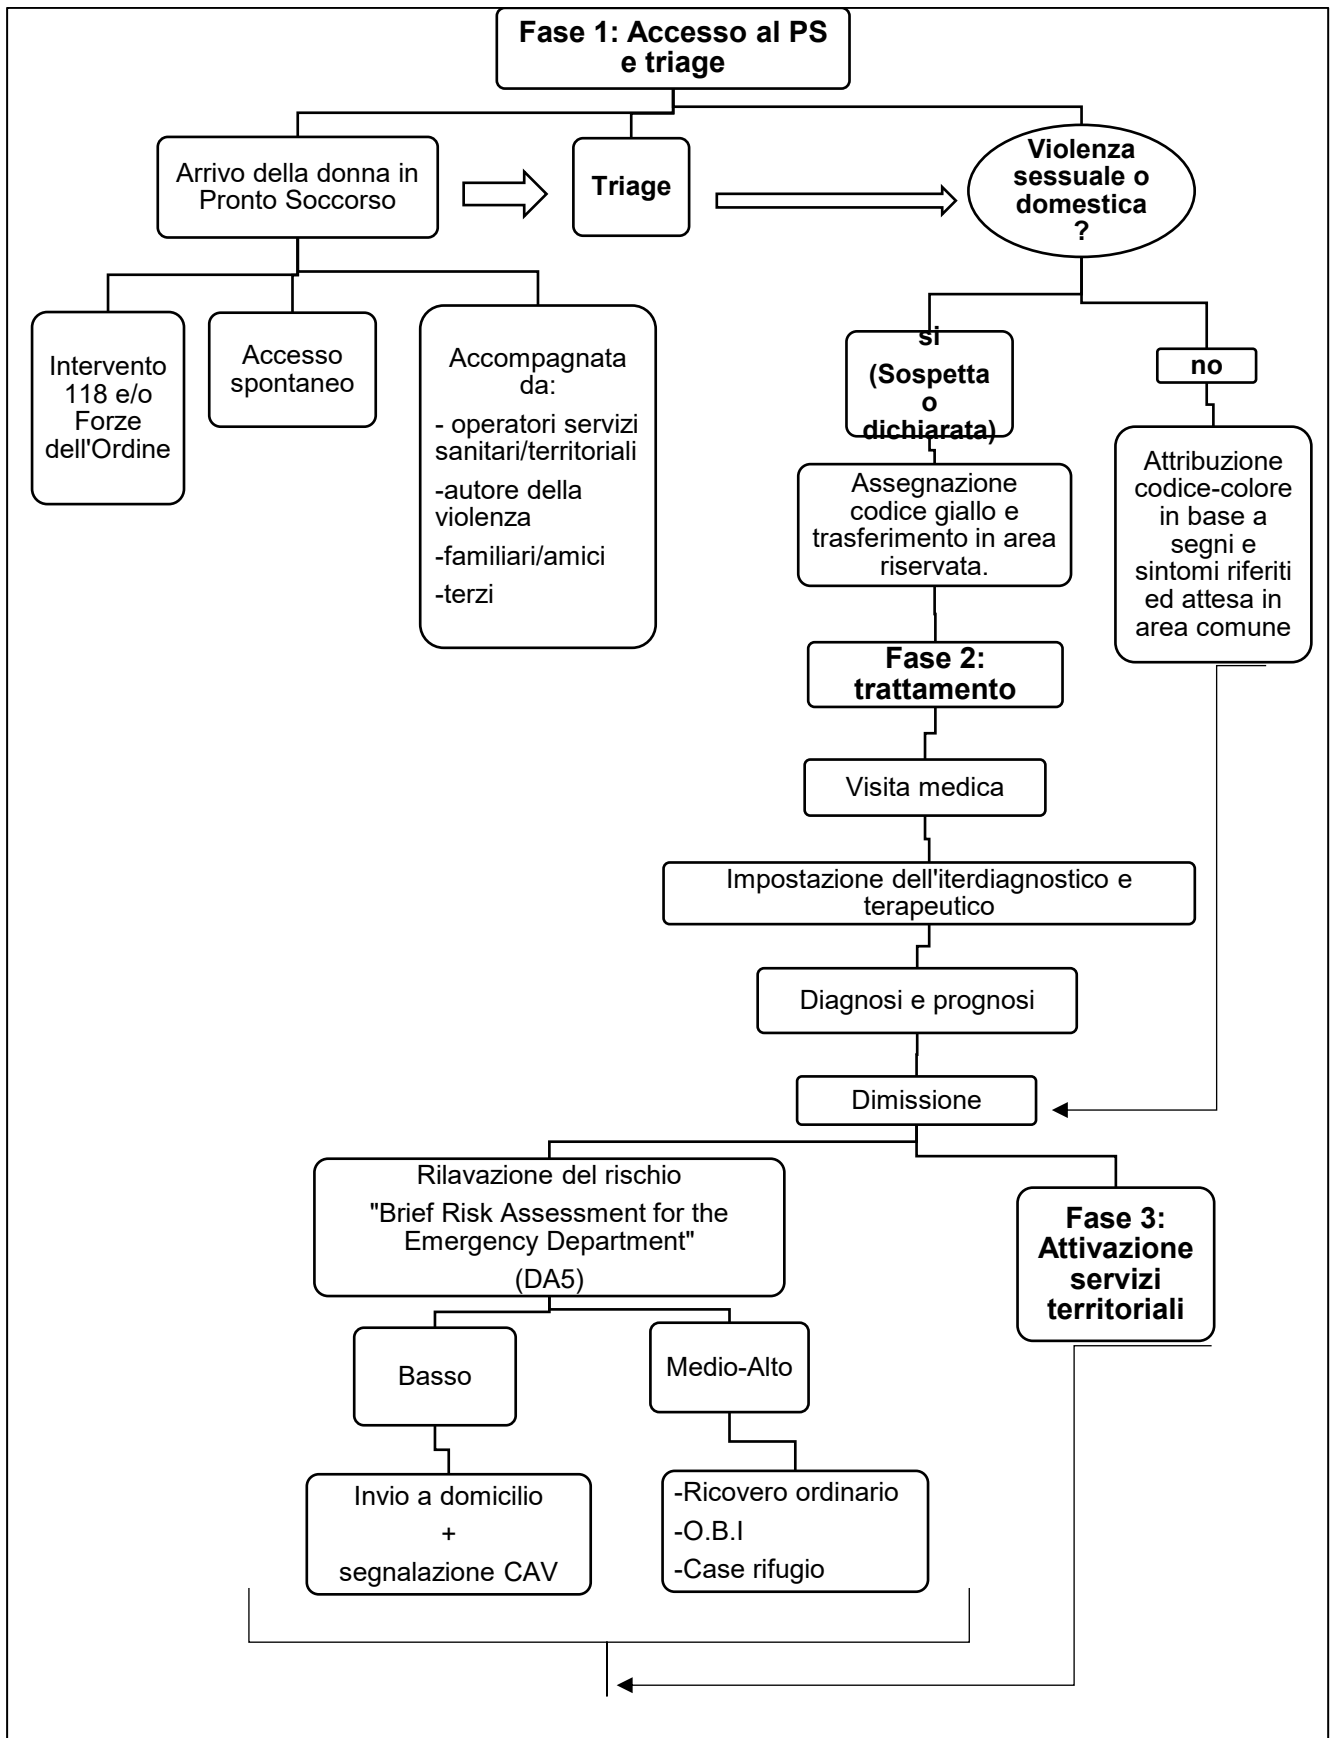 Fase 1: Accesso al PS
e triage
Arrivo della donna in
Pronto Soccorso
Triage
Violenza
sessuale o
domestica
?
Intervento
118 e/o
Forze
dell'Ordine
Accesso
spontaneo
Accompagnata
da:
- operatori servizi
sanitari/territoriali
-autore della
violenza
-familiari/amici
-terzi
si
(Sospetta
o
dichiarata)
no
Assegnazione
codice giallo e
trasferimento in area
riservata.
Attribuzione
codice-colore
in base a
segni e
sintomi riferiti
ed attesa in
area comune
Fase 2:
trattamento
Visita medica
Impostazione dell'iterdiagnostico e
terapeutico
Diagnosi e prognosi
Dimissione
Rilavazione del rischio
"Brief Risk Assessment for the
Emergency Department"
(DA5)
Fase 3:
Attivazione
servizi
territoriali
Basso
Medio-Alto
Invio a domicilio
+
segnalazione CAV
-Ricovero ordinario
-O.B.I
-Case rifugio